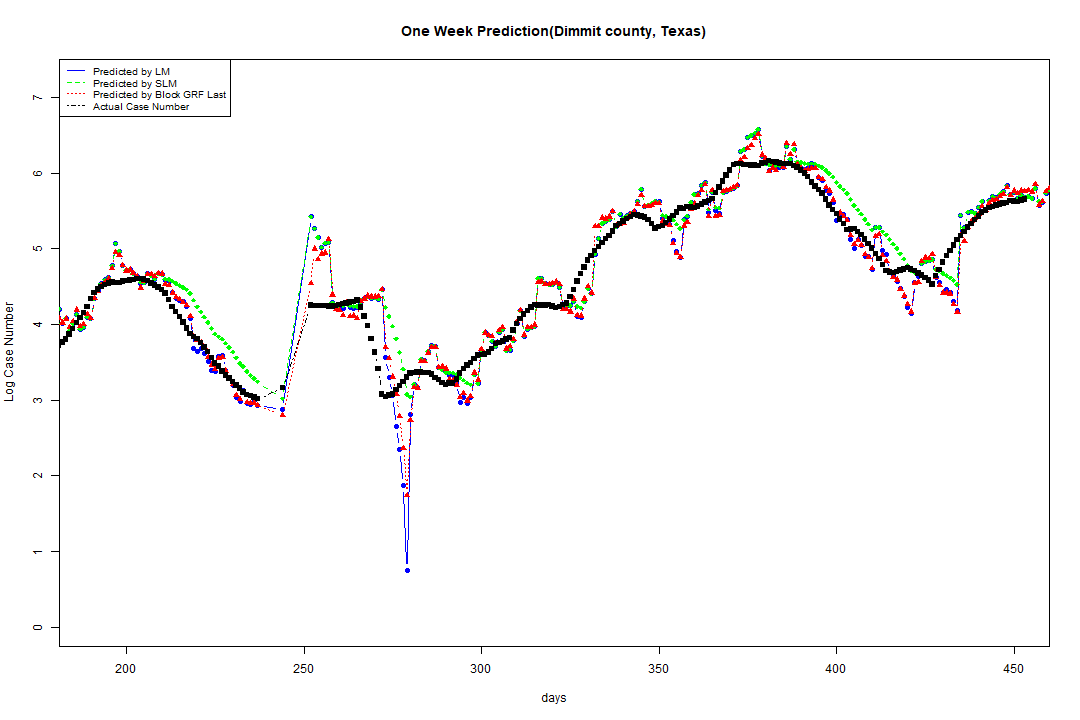 One Week Prediction(Dimmit county, Texas)
Predicted by LM
Predicted by SLM
Predicted by Block GRF Last
Actual Case Number
7
6
5
4
3
2
1
0
Log Case Number
200 250 300 350 400 450
days